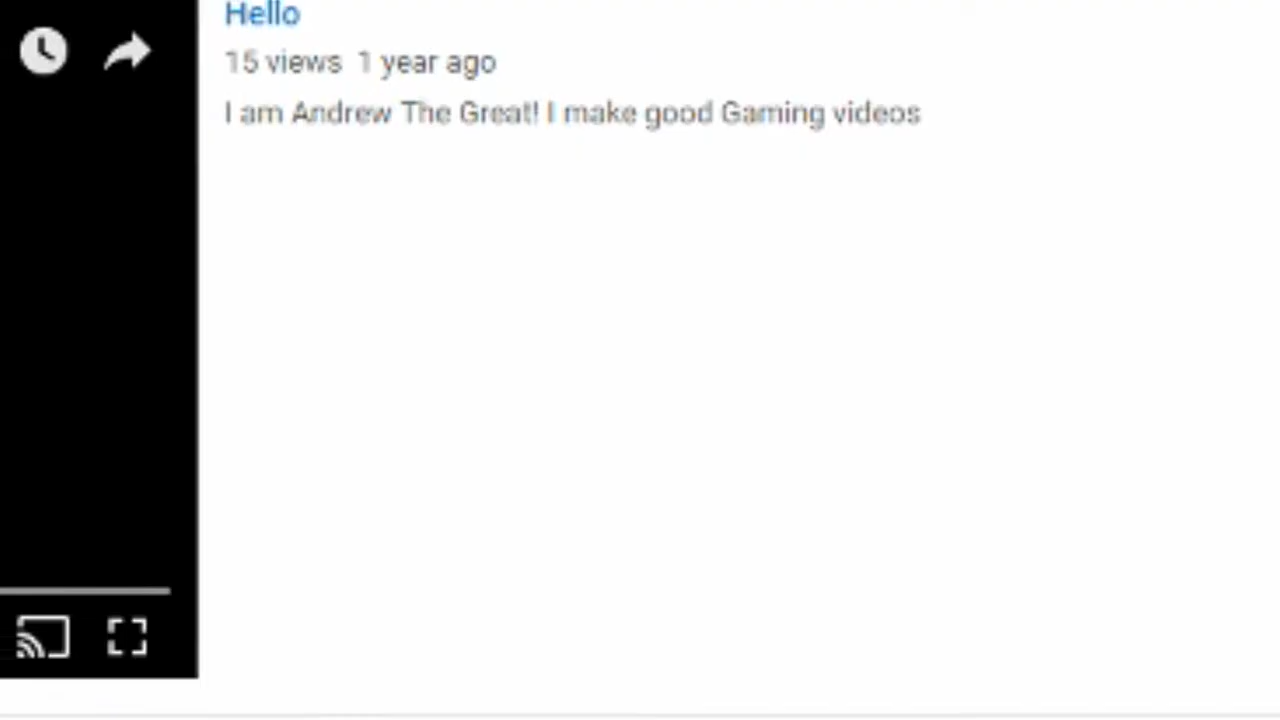 Hello
15 views 1 year ago
I am Andrew The Great! I make good Gaming videos